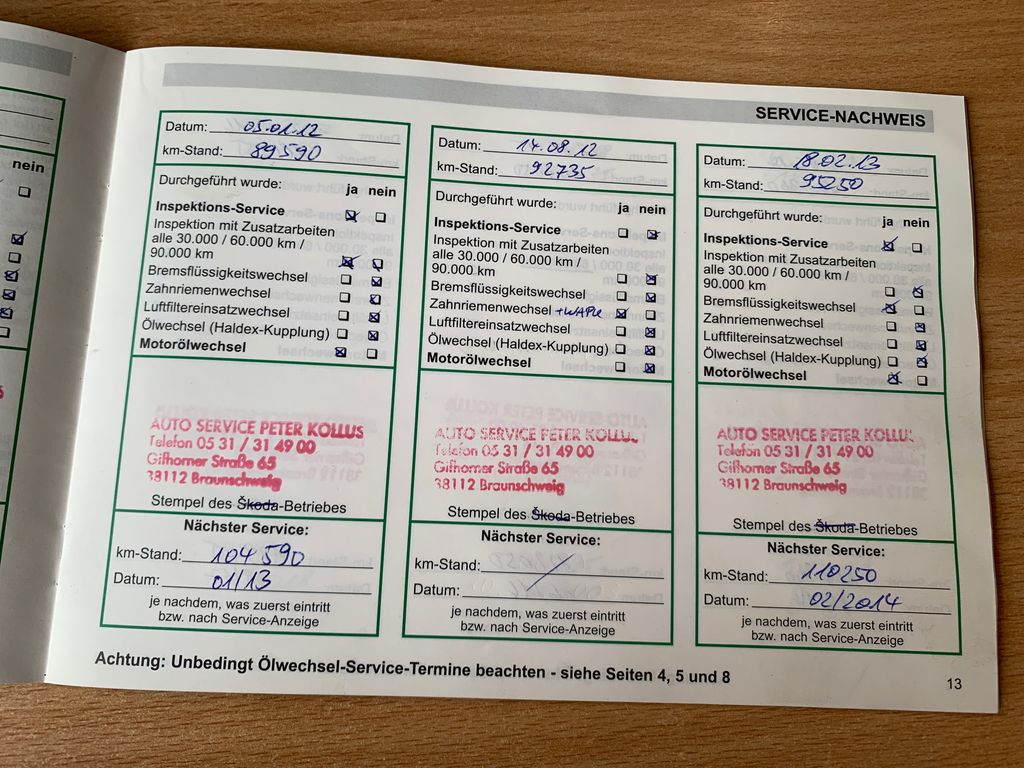 SERVICE-NACHWEIS
nein
Datum: 05.01.12
km-Stand: 89590
Durchgeführt wurde: ja nein
Inspektions-Service
Inspektion mit Zusatzarbeiten
alle 30.000 / 60.000 km /
90.000 km
Bremsflüssigkeitswechsel
Zahnriemenwechsel
Luftfiltereinsatzwechsel
Ölwechsel (Haldex-Kupplung)
Motorölwechsel
AUTO SERVICE PETER KOLLUS
Telefon 05 31 / 31 49 00
Gifhorner Straße 65
38112 Braunschweig
Stempel des Škoda-Betriebes
Nächster Service:
km-Stand: 104590
Datum: 01/13
je nachdem, was zuerst eintritt
bzw. nach Service-Anzeige
Datum: 14.08.12
km-Stand: 92735
Durchgeführt wurde:
ja nein
Inspektions-Service
Inspektion mit Zusatzarbeiten
alle 30.000 / 60.000 km /
90.000 km
Bremsflüssigkeitswechsel
Zahnriemenwechsel + WAPU
Luftfiltereinsatzwechsel
Ölwechsel (Haldex-Kupplung)
Motorölwechsel
AUTO SERVICE PETER KOLLUS
Telefon 05 31 / 31 49 00
Gifhorner Straße 65
38112 Braunschweig
Stempel des Škoda-Betriebes
Nächster Service:
km-Stand:
Datum:
je nachdem, was zuerst eintritt
bzw. nach Service-Anzeige
Datum: 18.02.13
km-Stand: 95250
Durchgeführt wurde:
ja nein
Inspektions-Service
Inspektion mit Zusatzarbeiten
alle 30.000 / 60.000 km /
90.000 km
Bremsflüssigkeitswechsel
Zahnriemenwechsel
Luftfiltereinsatzwechsel
Ölwechsel (Haldex-Kupplung)
Motorölwechsel
AUTO SERVICE PETER KOLLUS
Telefon 05 31 / 31 49 00
Gifhorner Straße 65
38112 Braunschweig
Stempel des Škoda-Betriebes
Nächster Service:
km-Stand: 110250
Datum: 02/2014
je nachdem, was zuerst eintritt
bzw. nach Service-Anzeige
Achtung: Unbedingt Ölwechsel-Service-Termine beachten - siehe Seiten 4, 5 und 8
13